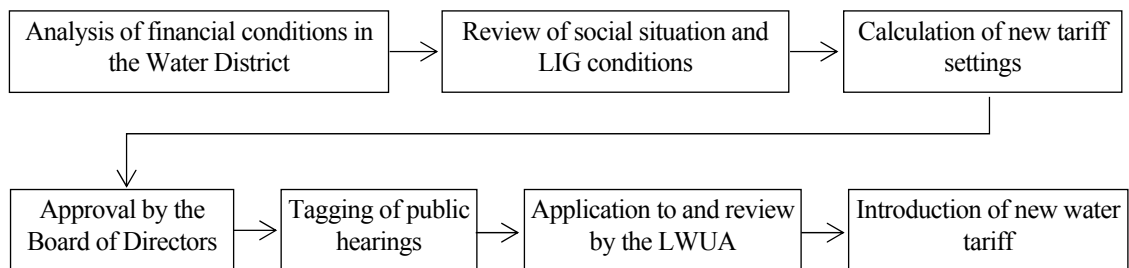 Analysis of financial conditions in
the Water District
Review of social situation and
LIG conditions
Calculation of new tariff
settings
Approval by the
Board of Directors
Tagging of public
hearings
Application to and review
by the LWUA
Introduction of new water
tariff